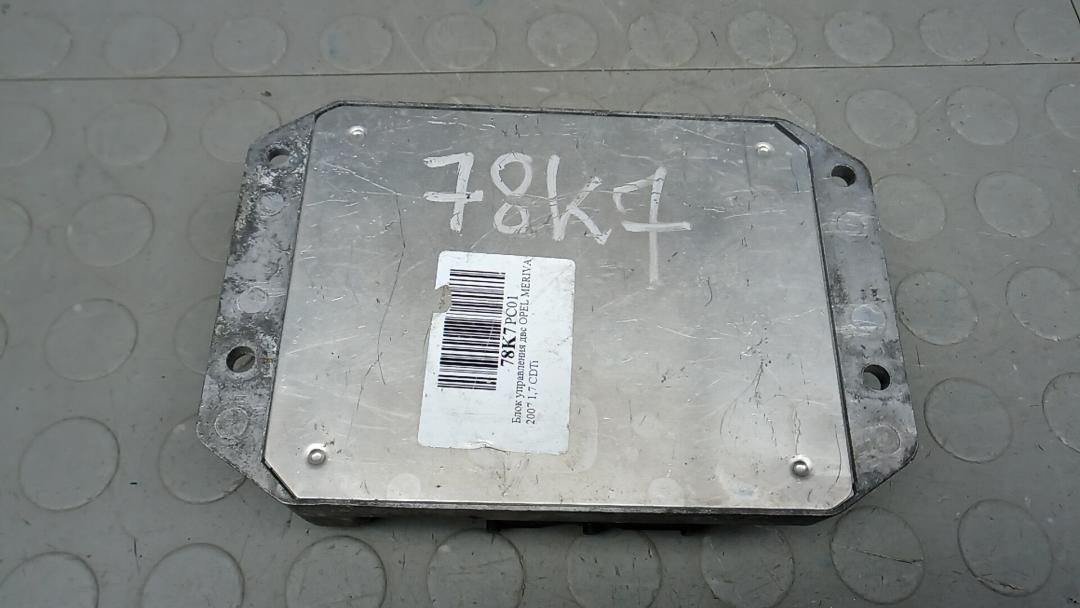 78K7
78K7PC01
Блок управления двс OPEL MERIVA
2007 1,7 CDTi